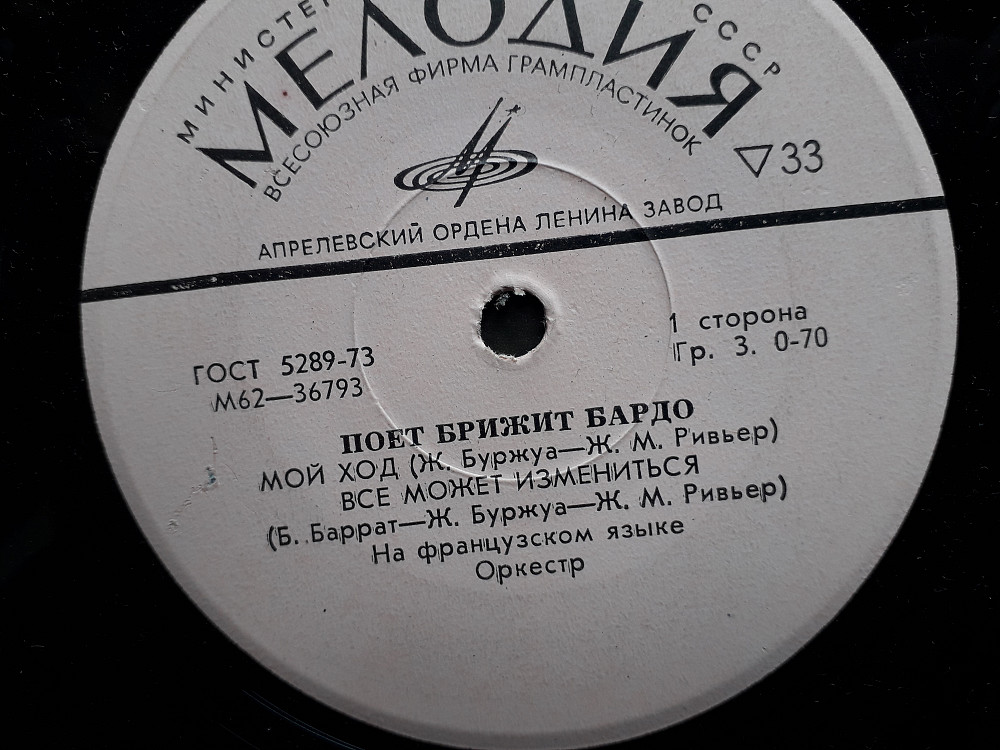 МИНИСТЕР СССР
МЕЛОДИЯ
ВСЕСОЮЗНАЯ ФИРМА ГРАМПЛАСТИНОК
33
АПРЕЛЕВСКИЙ ОРДЕНА ЛЕНИНА ЗАВОД
1 сторона
ГОСТ 5289-73
Гр. 3. 0-70
М62—36793
ПОЕТ БРИЖИТ БАРДО
МОЙ ХОД (Ж. Буржуа—Ж. М. Ривьер)
ВСЕ МОЖЕТ ИЗМЕНИТЬСЯ
(Б. Баррат—Ж. Буржуа—Ж. М. Ривьер)
На французском языке
Оркестр